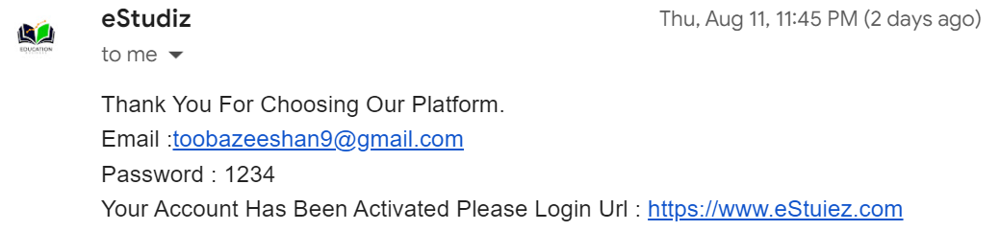 eStudiz
Thu, Aug 11, 11:45 PM (2 days ago)
EDUCATION
to me
Thank You For Choosing Our Platform.
Email :toobazeeshan9@gmail.com
Password : 1234
Your Account Has Been Activated Please Login Url : https://www.eStuiez.com